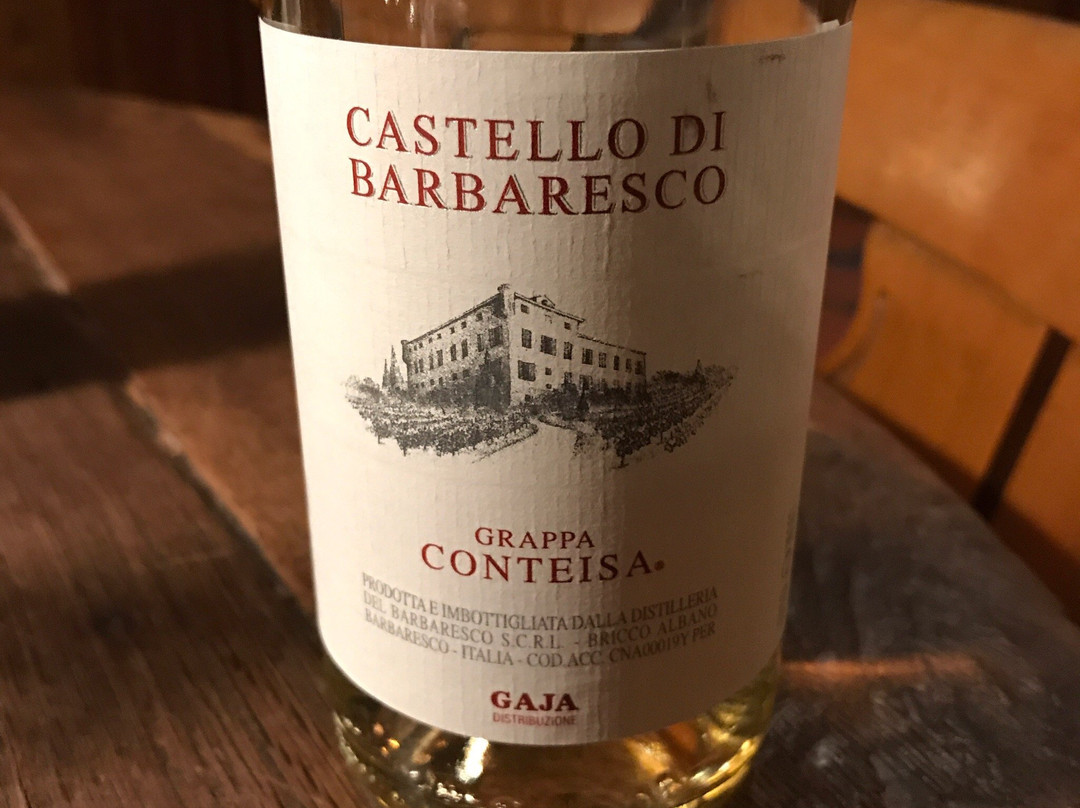 CASTELLO DI
BARBARESCO
GRAPPA
CONTEISA®
PRODOTTA E IMBOTTIGLIATA DALLA DISTILLERIA
DEL BARBARESCO S.C.R.L. - BRICCO ALBANO
BARBARESCO - ITALIA - COD.ACC. CNA00019Y PER
GAJA
DISTRIBUZIONE